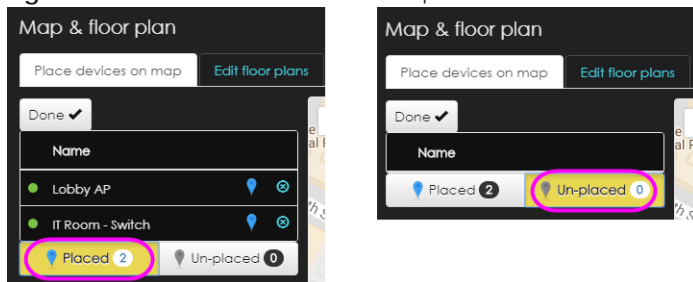 Map & floor plan
Place devices on map Edit floor plans
Done
Name
Lobby AP
IT Room - Switch
Placed 2 Un-placed 0
Map & floor plan
Place devices on map Edit floor plans
Done
Name
Placed 2 Un-placed 0